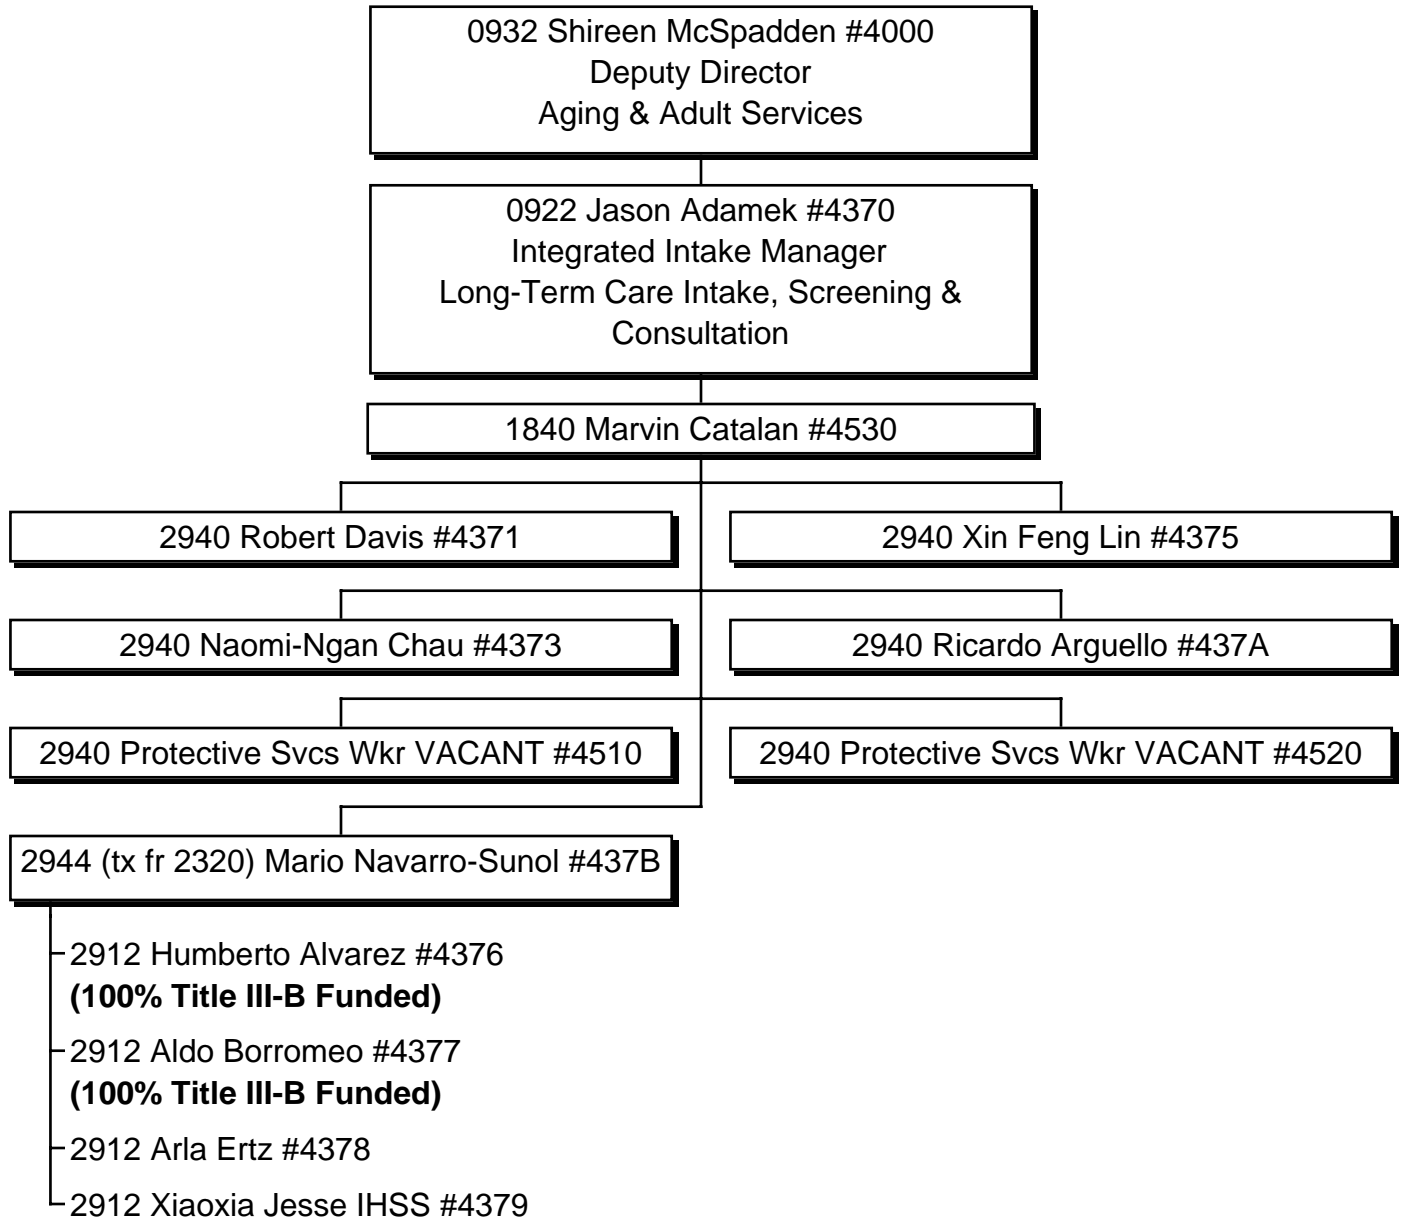 0932 Shireen McSpadden #4000
Deputy Director
Aging & Adult Services
0922 Jason Adamek #4370
Integrated Intake Manager
Long-Term Care Intake, Screening &
Consultation
1840 Marvin Catalan #4530
2940 Robert Davis #4371
2940 Xin Feng Lin #4375
2940 Naomi-Ngan Chau #4373
2940 Ricardo Arguello #437A
2940 Protective Svcs Wkr VACANT #4510
2940 Protective Svcs Wkr VACANT #4520
2944 (tx fr 2320) Mario Navarro-Sunol #437B
2912 Humberto Alvarez #4376
(100% Title III-B Funded)
2912 Aldo Borromeo #4377
(100% Title III-B Funded)
2912 Arla Ertz #4378
2912 Xiaoxia Jesse IHSS #4379